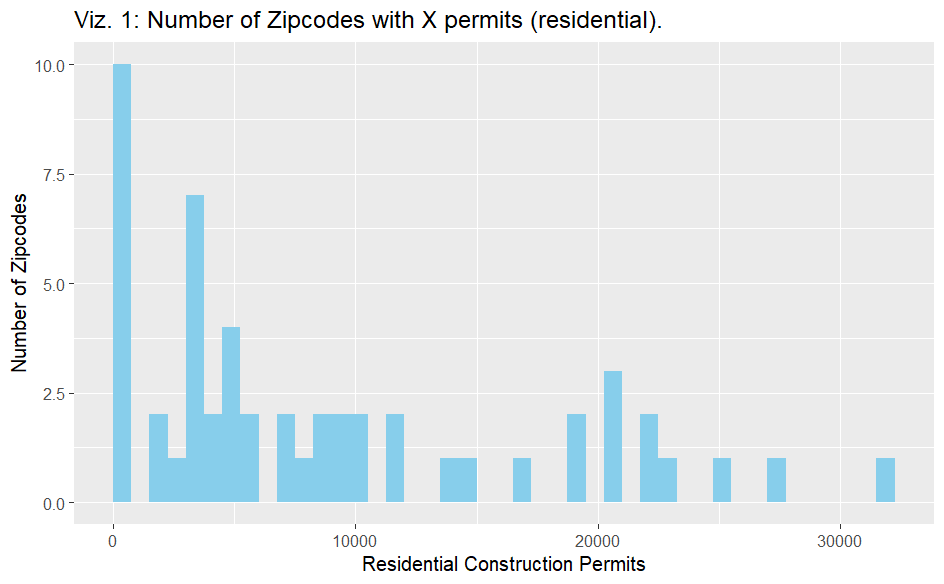 Viz. 1: Number of Zipcodes with X permits (residential).
10.0
7.5
5.0
2.5
0.0
Number of Zipcodes
0 10000 20000 30000
Residential Construction Permits